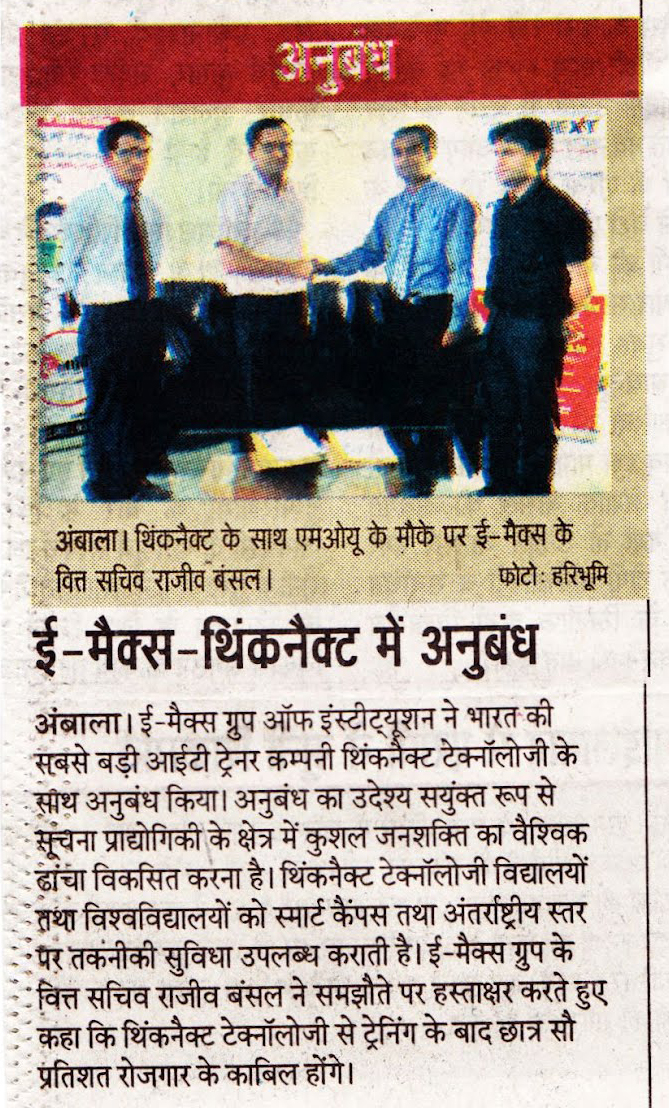 अनुबंध
EXT
अंबाला। थिंकनैक्ट के साथ एमओयू के मौके पर ई-मैक्स के
वित्त सचिव राजीव बंसल।
फोटो: हरिभूमि
ई-मैक्स-थिंकनैक्ट में अनुबंध
अंबाला। ई-मैक्स ग्रुप ऑफ इंस्टीट्यूशन ने भारत की
सबसे बड़ी आईटी ट्रेनर कम्पनी थिंकनैक्ट टेक्नॉलोजी के
साथ अनुबंध किया। अनुबंध का उदेश्य सयुंक्त रूप से
सूचना प्राद्योगिकी के क्षेत्र में कुशल जनशक्ति का वैश्विक
ढांचा विकसित करना है। थिंकनैक्ट टेक्नॉलोजी विद्यालयों
तथा विश्वविद्यालयों को स्मार्ट कैंपस तथा अंतर्राष्ट्रीय स्तर
पर तकनीकी सुविधा उपलब्ध कराती है। ई-मैक्स ग्रुप के
वित्त सचिव राजीव बंसल ने समझौते पर हस्ताक्षर करते हुए
कहा कि थिंकनैक्ट टेक्नॉलोजी से ट्रेनिंग के बाद छात्र सौ
प्रतिशत रोजगार के काबिल होंगे।